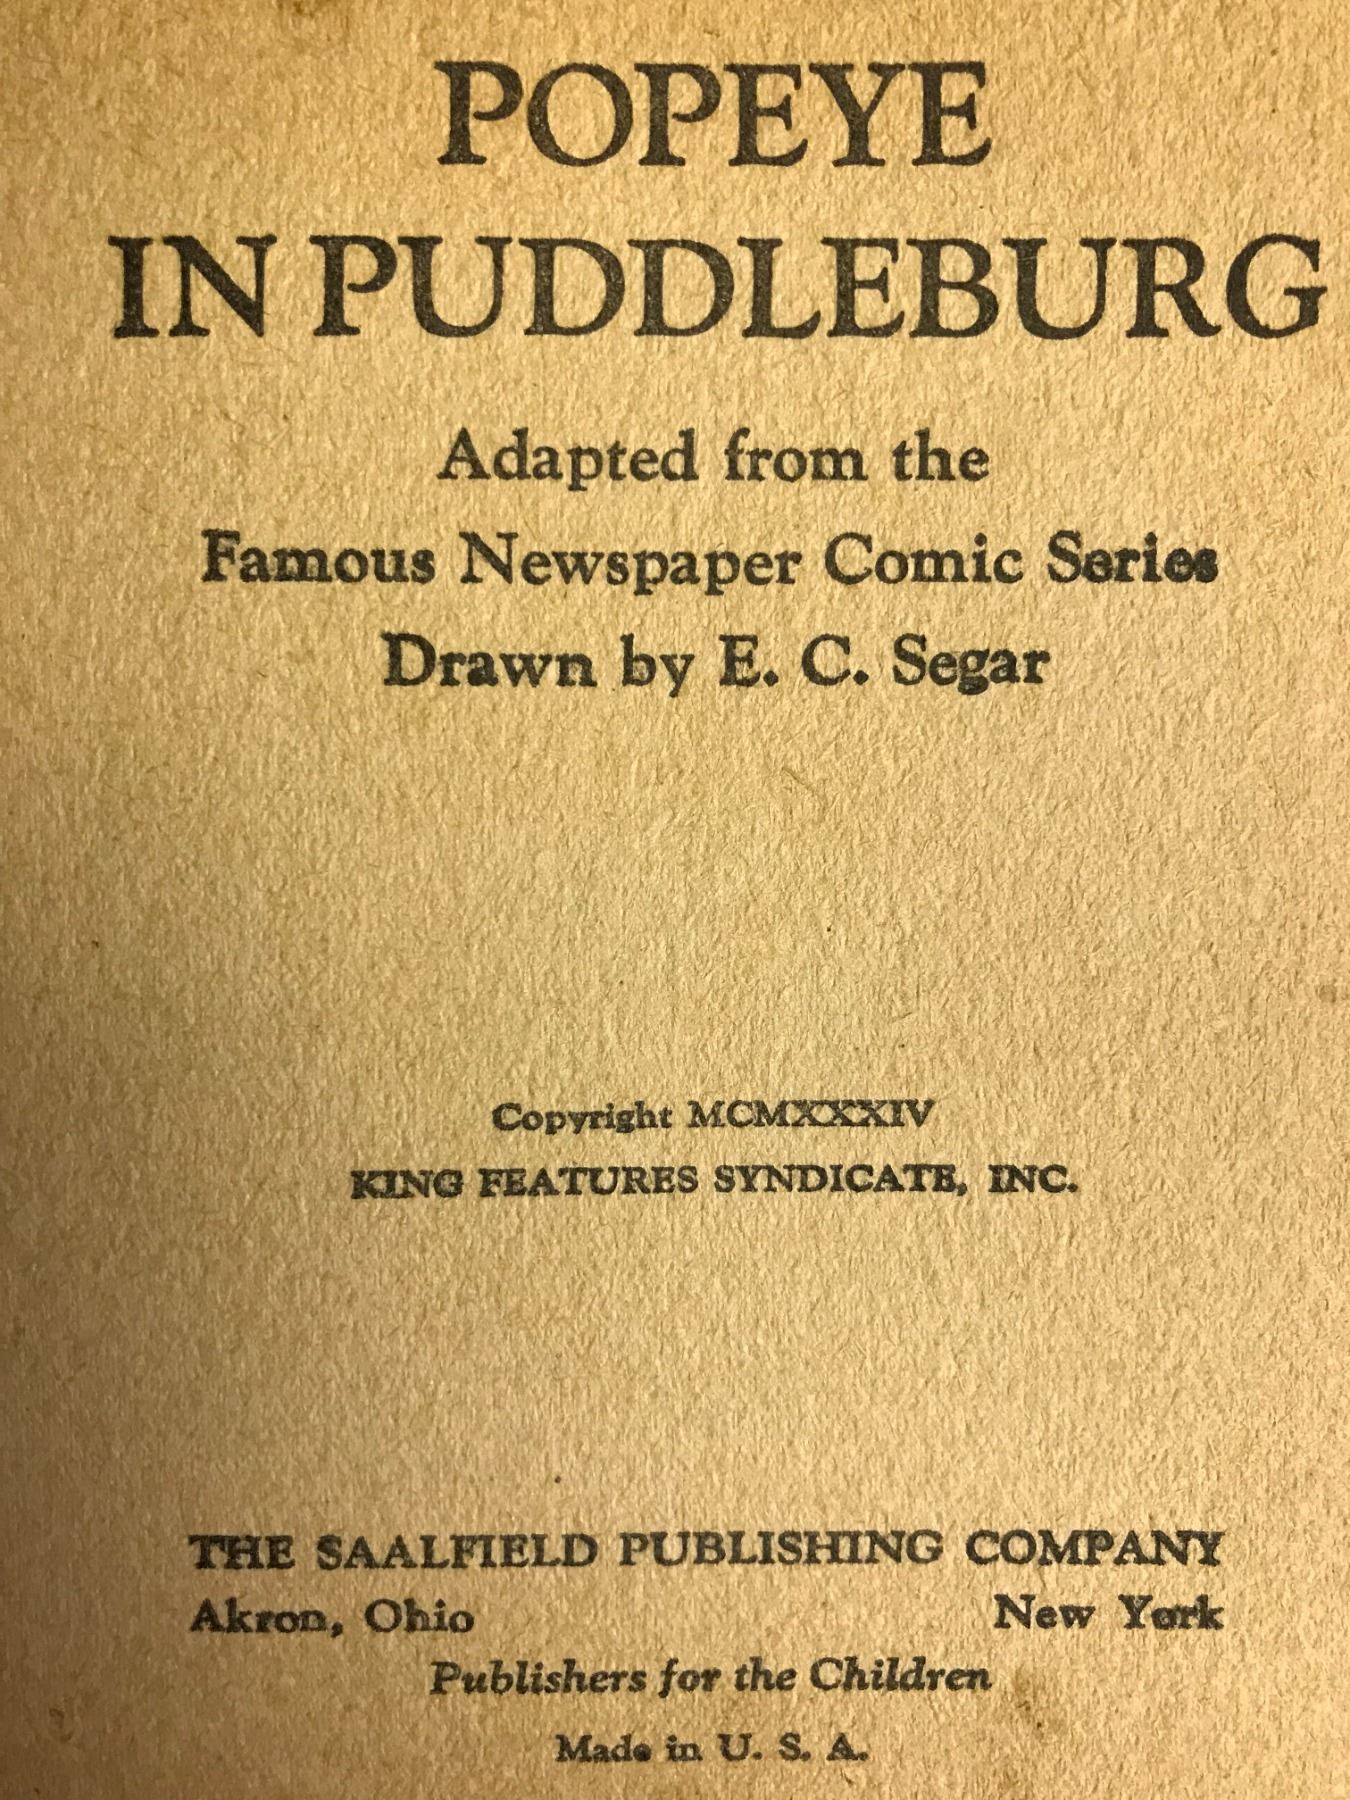 POPEYE
IN PUDDLEBURG
Adapted from the
Famous Newspaper Comic Series
Drawn by E. C. Segar
Copyright MCMXXXIV
KING FEATURES SYNDICATE, INC.
THE SAALFIELD PUBLISHING COMPANY
Akron, Ohio New York
Publishers for the Children
Made in U. S. A.